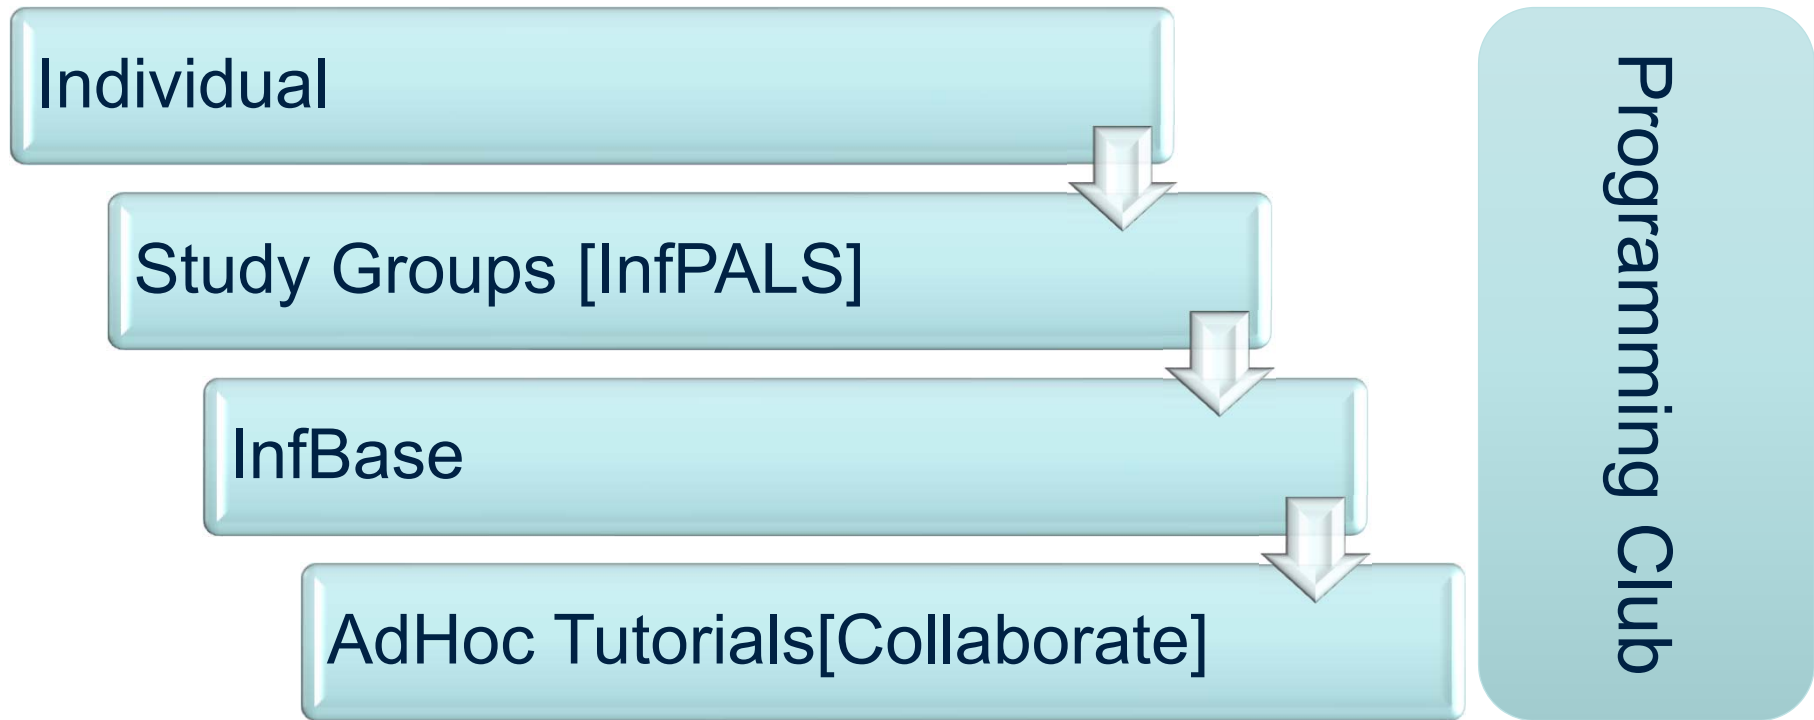 Individual
Study Groups [InfPALS]
InfBase
AdHoc Tutorials[Collaborate]
Programming Club